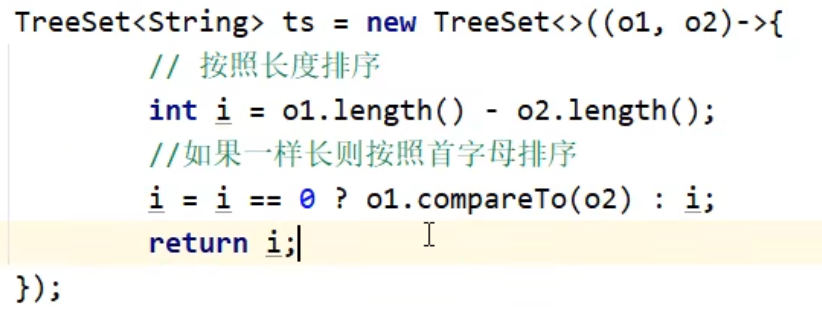 TreeSet<String> ts = new TreeSet<>((o1, o2)->{
// 按照长度排序
int i = o1.length() - o2.length();
//如果一样长则按照首字母排序
i = i == 0 ? o1.compareTo(o2) : i;
return i;
});